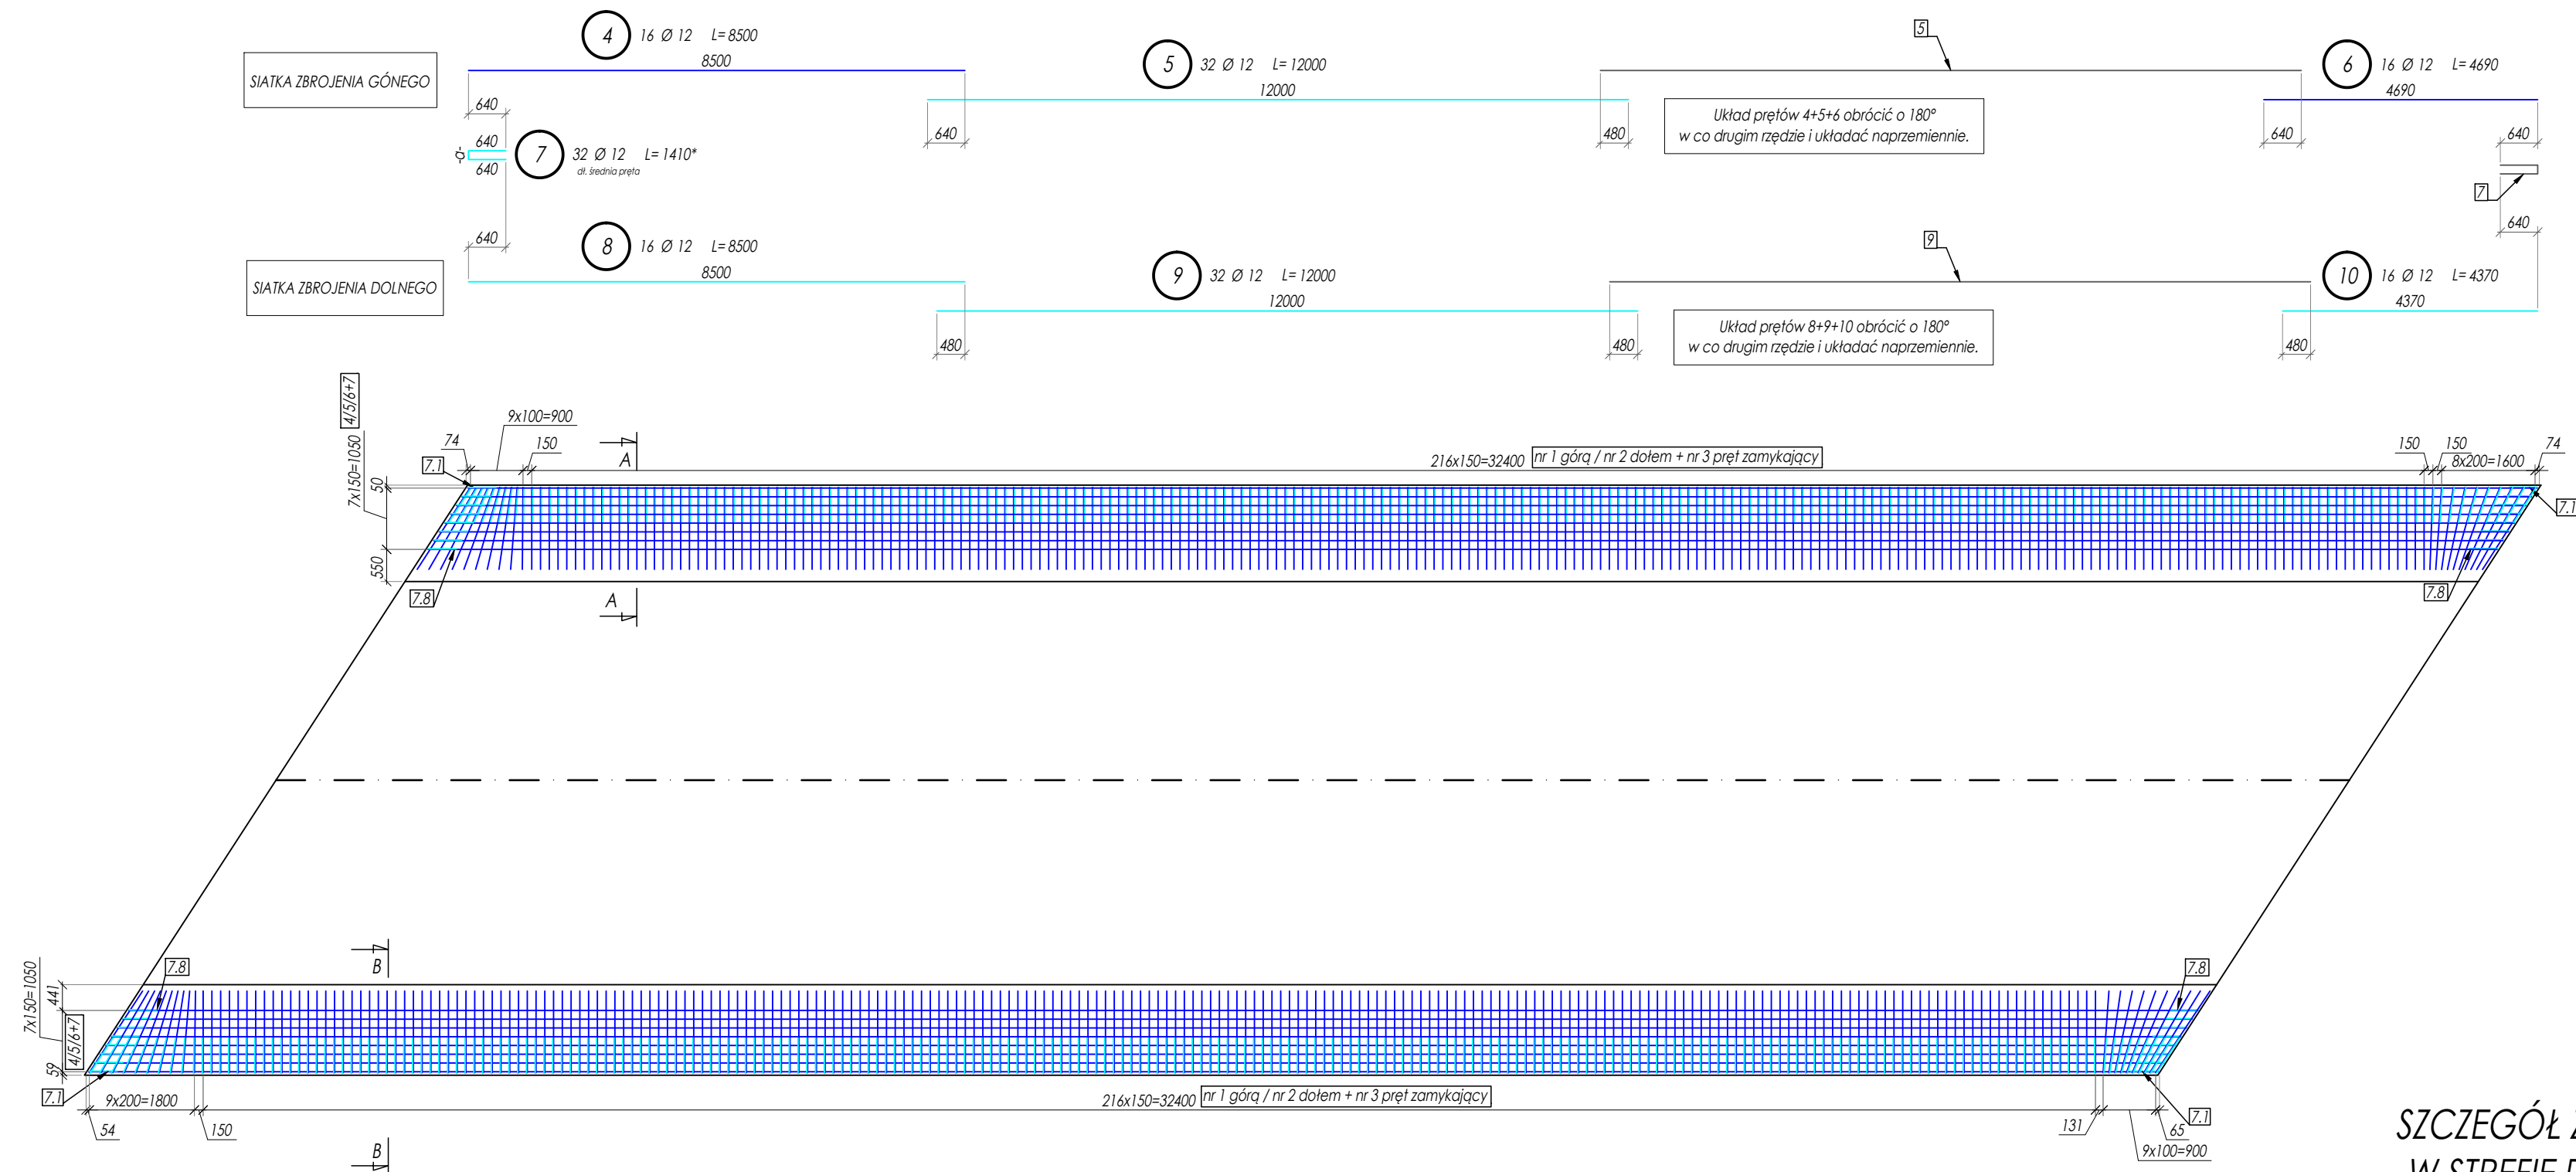 SIATKA ZBROJENIA GÓNEGO
4 16 Ø 12 L= 8500
8500
640
5 32 Ø 12 L= 12000
12000
640
480
5
Układ prętów 4+5+6 obrócić o 180°
w co drugim rzędzie i układać naprzemiennie.
6 16 Ø 12 L= 4690
4690
640
640
-a-
640
640
7 32 Ø 12 L= 1410*
dł. średnia pręta
7
SIATKA ZBROJENIA DOLNEGO
640
8 16 Ø 12 L= 8500
8500
9 32 Ø 12 L= 12000
12000
480
480
9
Układ prętów 8+9+10 obrócić o 180°
w co drugim rzędzie i układać naprzemiennie.
640
10 16 Ø 12 L= 4370
4370
480
4/5/6+7
7x150=1050
50
550
7.1
74
9x100=900
150
A
216x150=32400 nr 1 górą / nr 2 dołem + nr 3 pręt zamykający
150
150
8x200=1600
74
7.1
7.8
A
7.8
B
7.8
7.8
7x150=1050
441
4/5/6+7
59
7.1
9x200=1800
54
150
216x150=32400 nr 1 górą / nr 2 dołem + nr 3 pręt zamykający
131
65
7.1
9x100=900
B
SZCZEGÓŁ